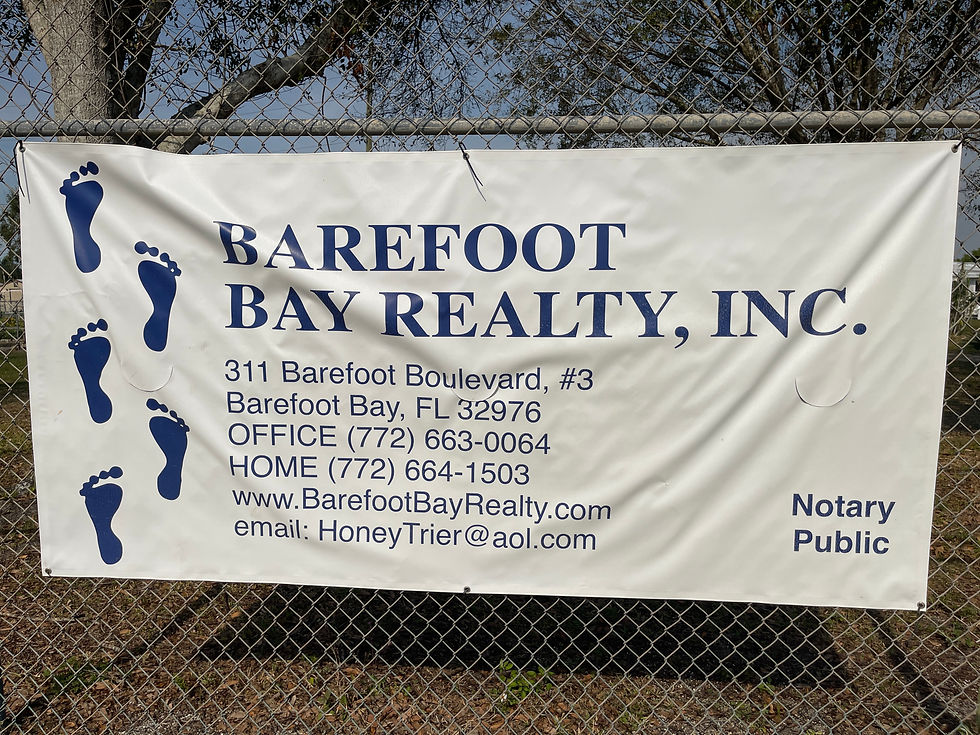 BAREFOOT
BAY REALTY, INC.
311 Barefoot Boulevard, #3
Barefoot Bay, FL 32976
OFFICE (772) 663-0064
HOME (772) 664-1503
www.BarefootBayRealty.com
email: HoneyTrier@aol.com
Notary
Public